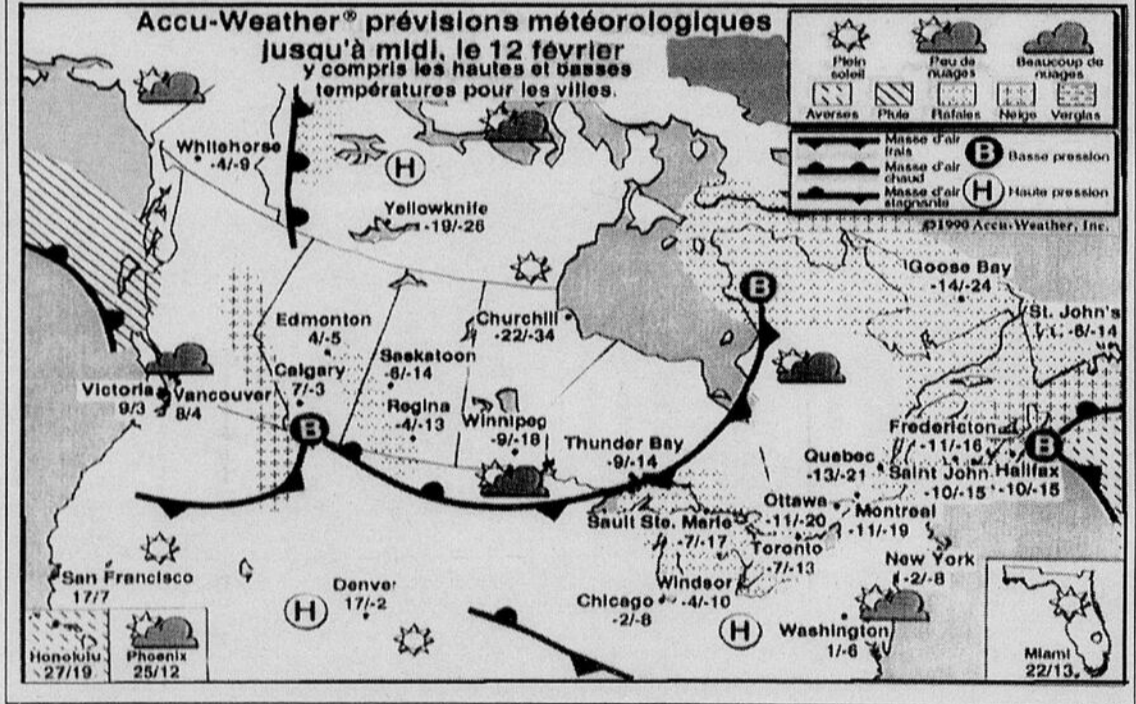 Accu-Weather® prévisions météorologiques
jusqu'à midi, le 12 février
y compris les hautes et basses
températures pour les villes.
Plein soleil
Peu de nuages
Beaucoup de nuages
Averses Pluie Rafales Neige Verglas
Masse d'air frais
B Basse pression
Masse d'air chaud
Masse d'air stagnante
H Haute pression
©1990 Accu-Weather, Inc.
Whitehorse
-4/-9
H
Yellowknife
-19/-26
B
Goose Bay
-14/-24
St. John's
-6/-14
Edmonton
4/-5
Churchill
-22/-34
Saskatoon
-6/-14
Calgary
7/-3
Victoria
9/3
Vancouver
8/4
Regina
-4/-13
Winnipeg
-9/-18
B
Thunder Bay
-9/-14
Fredericton
-11/-16
B
Quebec
-13/-21
Saint John
-10/-15
Halifax
-10/-15
Ottawa
-11/-20
Montreal
-11/-19
Sault Ste. Marie
-7/-17
Toronto
-7/-13
New York
-2/-8
San Francisco
17/7
Denver
17/-2
H
Windsor
-4/-10
Chicago
-2/-8
H
Washington
1/-6
Honolulu
27/19
Phoenix
25/12
Miami
22/13